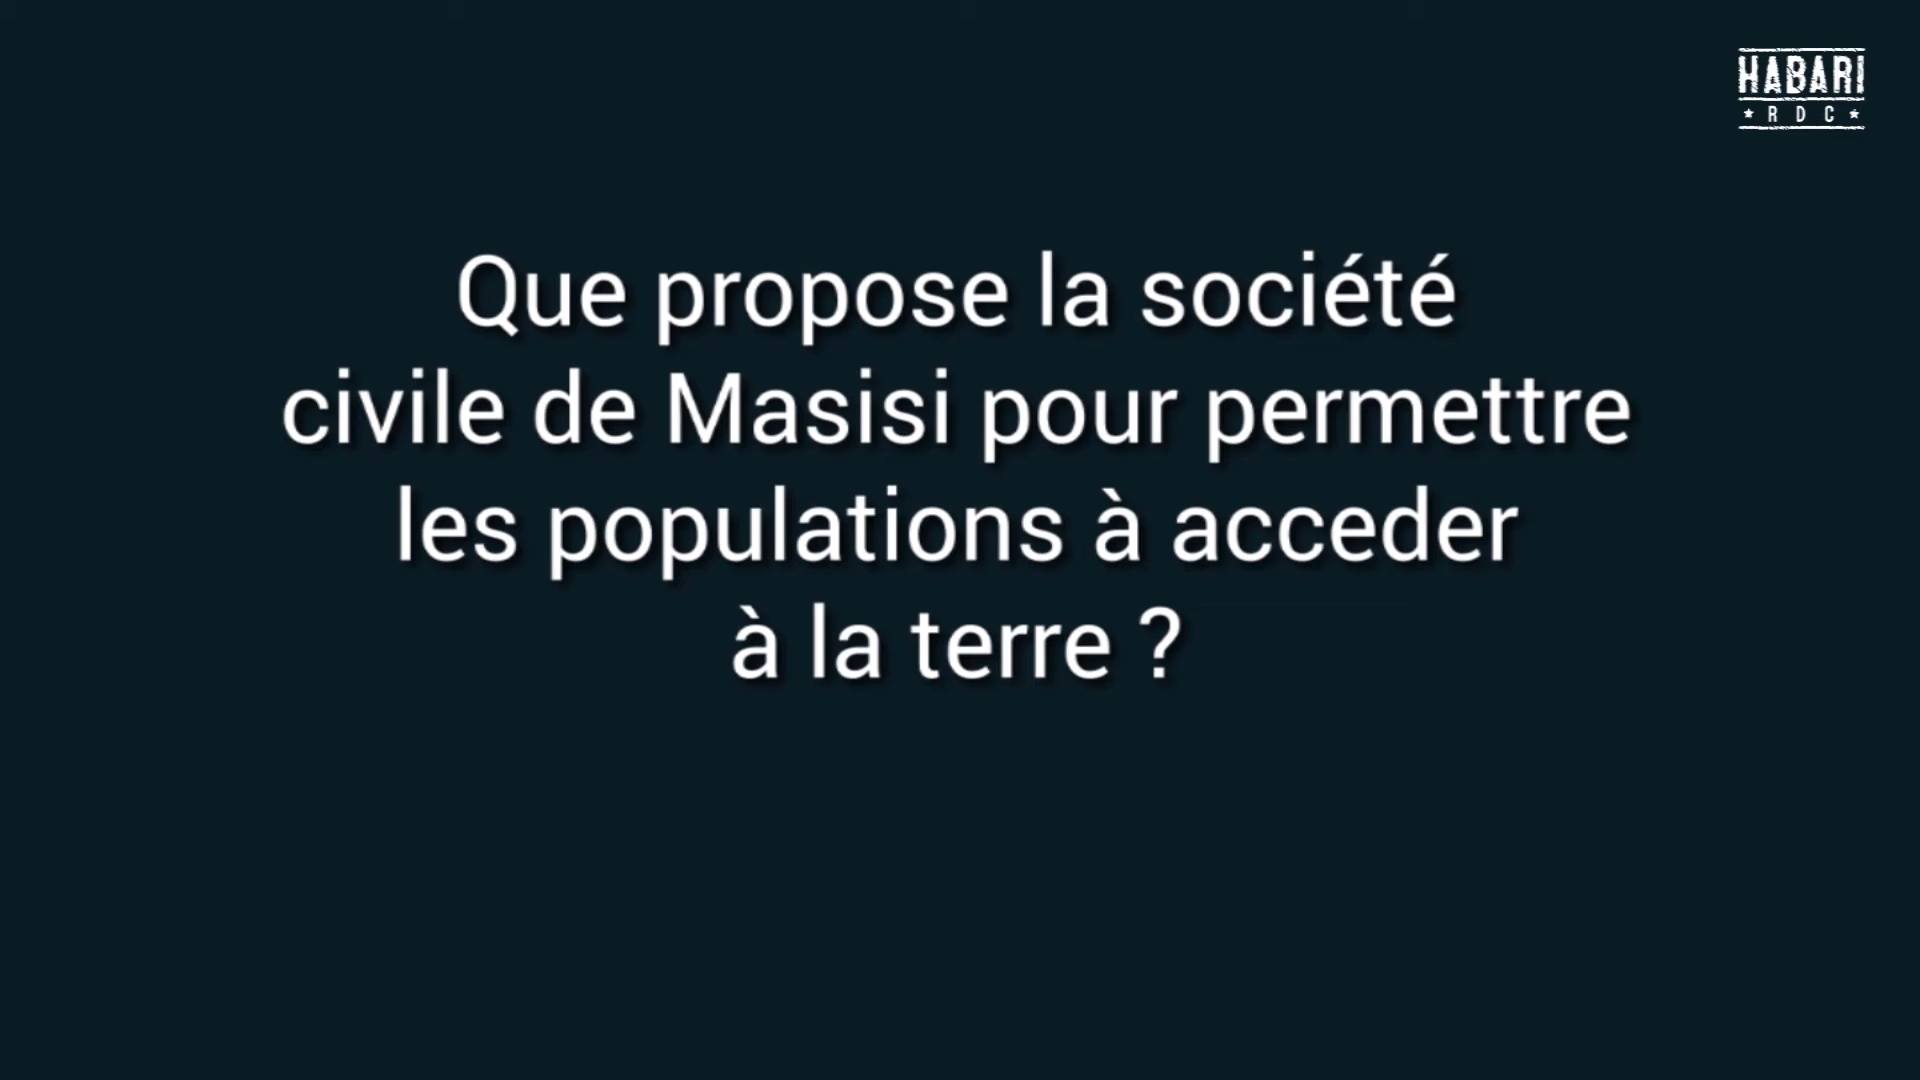 HABARI
★ R D C ★
Que propose la société
civile de Masisi pour permettre
les populations à acceder
à la terre ?